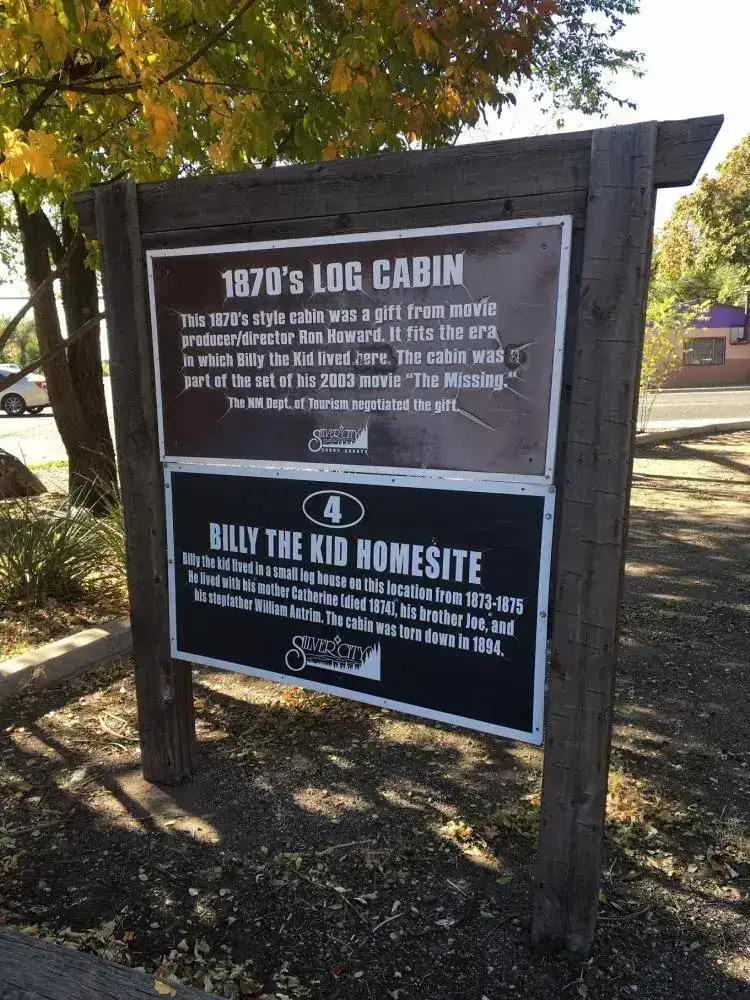 1870's LOG CABIN
This 1870's style cabin was a gift from movie
producer/director Ron Howard. It fits the era
in which Billy the Kid lived here. The cabin was
part of the set of his 2003 movie "The Missing."
The NM Dept. of Tourism negotiated the gift.
SILVER CITY
GRANT COUNTY
4
BILLY THE KID HOMESITE
Billy the kid lived in a small log house on this location from 1873-1875
He lived with his mother Catherine (died 1874), his brother Joe, and
his stepfather William Antrim. The cabin was torn down in 1894.
SILVER CITY